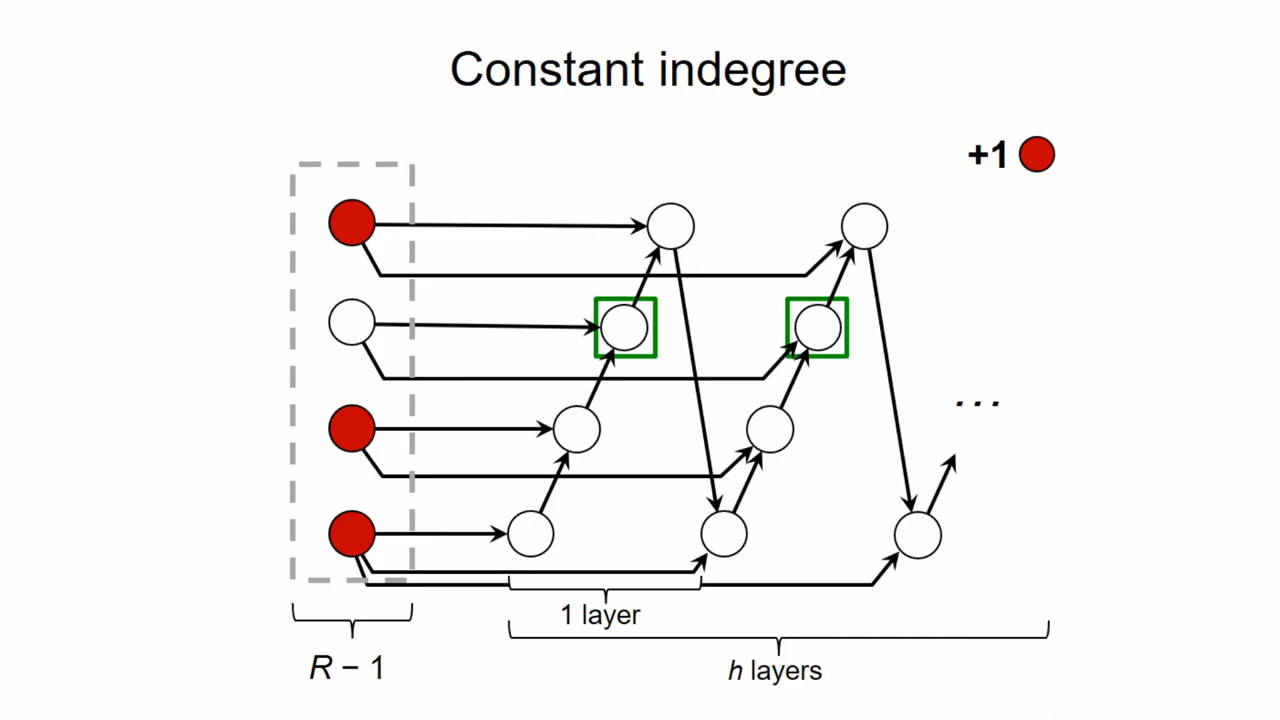 Constant indegree
+1
. . .
1 layer
R − 1
h layers